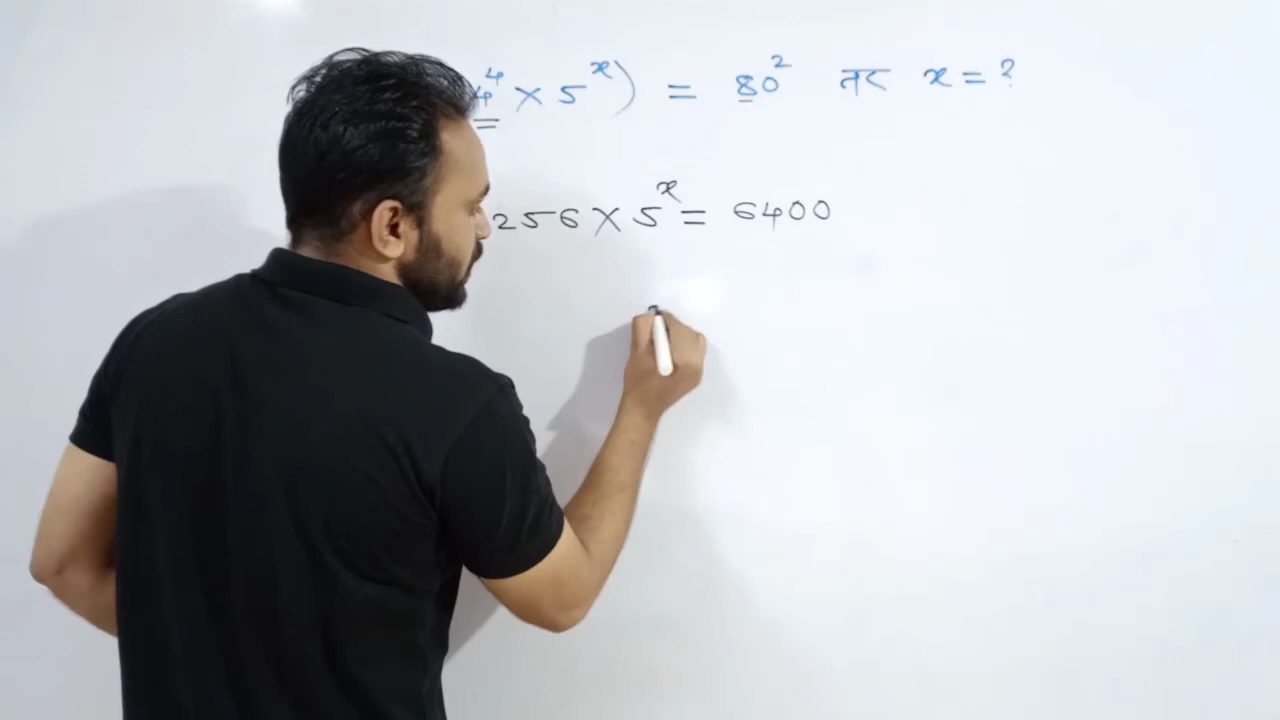 4⁴ × 5ˣ) = 80² तर x = ?
256 × 5ˣ = 6400